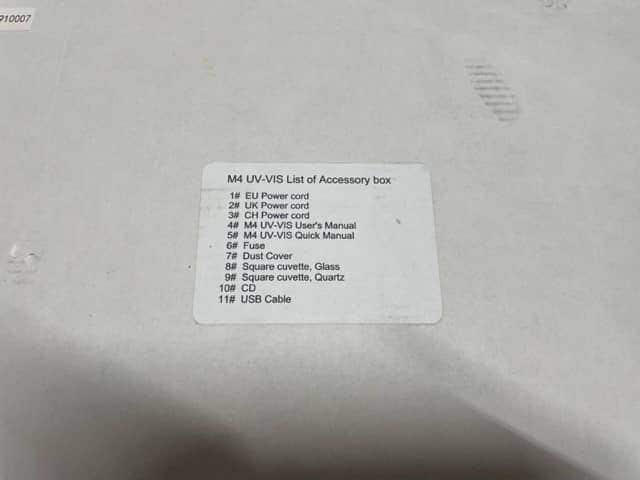 910007
M4 UV-VIS List of Accessory box
1# EU Power cord
2# UK Power cord
3# CH Power cord
4# M4 UV-VIS User's Manual
5# M4 UV-VIS Quick Manual
6# Fuse
7# Dust Cover
8# Square cuvette, Glass
9# Square cuvette, Quartz
10# CD
11# USB Cable